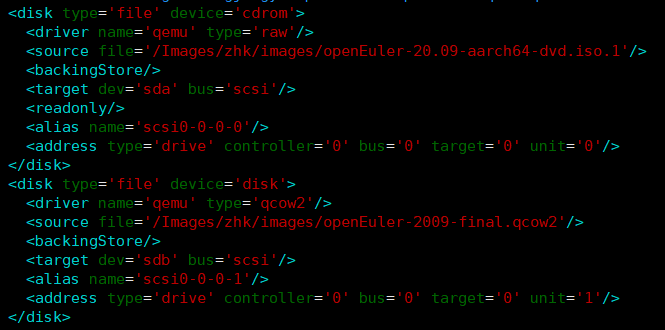 <disk type='file' device='cdrom'>
<driver name='qemu' type='raw'/>
<source file='/Images/zhk/images/openEuler-20.09-aarch64-dvd.iso.1'/>
<backingStore/>
<target dev='sda' bus='scsi'/>
<readonly/>
<alias name='scsi0-0-0-0'/>
<address type='drive' controller='0' bus='0' target='0' unit='0'/>
</disk>
<disk type='file' device='disk'>
<driver name='qemu' type='qcow2'/>
<source file='/Images/zhk/images/openEuler-2009-final.qcow2'/>
<backingStore/>
<target dev='sdb' bus='scsi'/>
<alias name='scsi0-0-0-1'/>
<address type='drive' controller='0' bus='0' target='0' unit='1'/>
</disk>